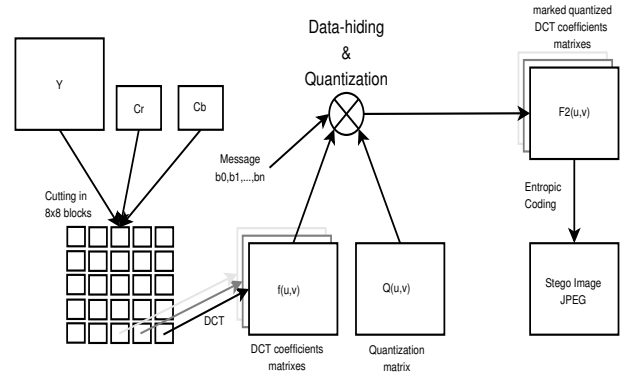 marked quantized
DCT coefficients
matrixes
Data-hiding
&
Quantization
Y
Cr
Cb
F2(u,v)
Message
b0,b1,...,bn
Cutting in
8x8 blocks
Entropic
Coding
f(u,v)
Q(u,v)
Stego Image
JPEG
DCT
DCT coefficients
matrixes
Quantization
matrix